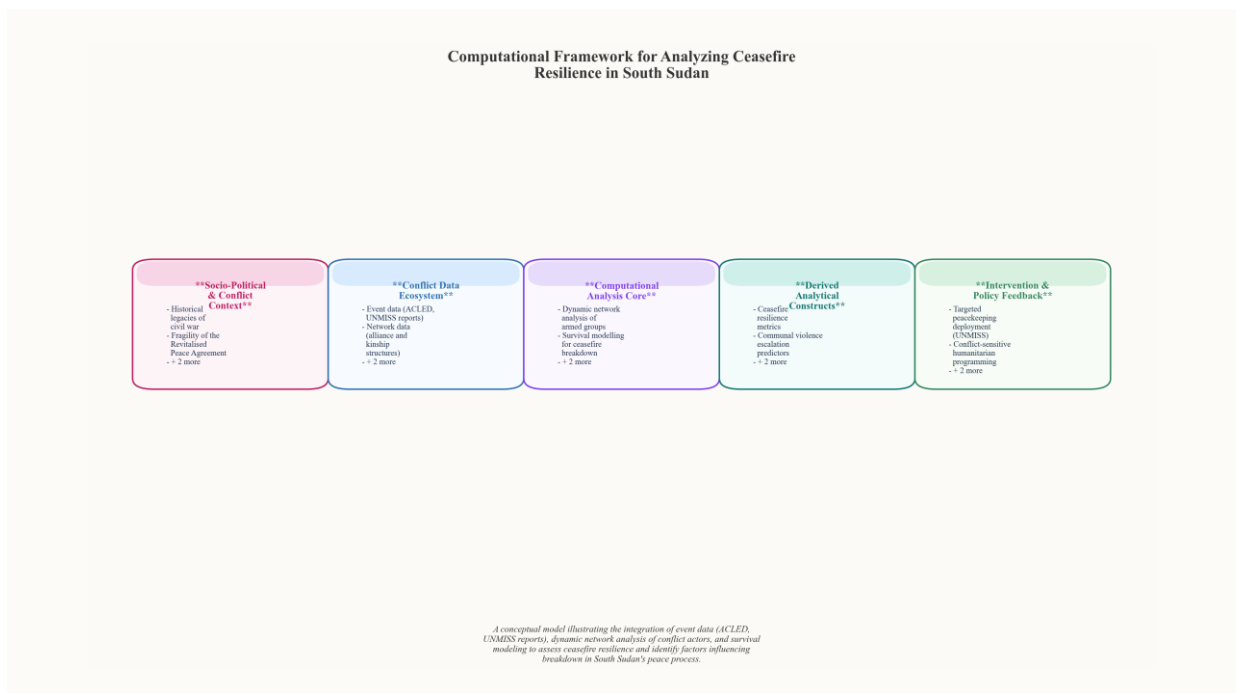 Computational Framework for Analyzing Ceasefire
Resilience in South Sudan
**Socio-Political
& Conflict
Context**
- Historical
legacies of
civil war
- Fragility of the
Revitalised
Peace Agreement
- + 2 more
**Conflict Data
Ecosystem**
- Event data (ACLED,
UNMISS reports)
- Network data
(alliance and
kinship
structures)
- + 2 more
**Computational
Analysis Core**
- Dynamic network
analysis of
armed groups
- Survival modelling
for ceasefire
breakdown
- + 2 more
**Derived
Analytical
Constructs**
- Ceasefire
resilience
metrics
- Communal violence
escalation
predictors
- + 2 more
**Intervention &
Policy Feedback**
- Targeted
peacekeeping
deployment
(UNMISS)
- Conflict-sensitive
humanitarian
programming
- + 2 more
A conceptual model illustrating the integration of event data (ACLED,
UNMISS reports), dynamic network analysis of conflict actors, and survival
modeling to assess ceasefire resilience and identify factors influencing
breakdown in South Sudan's peace process.